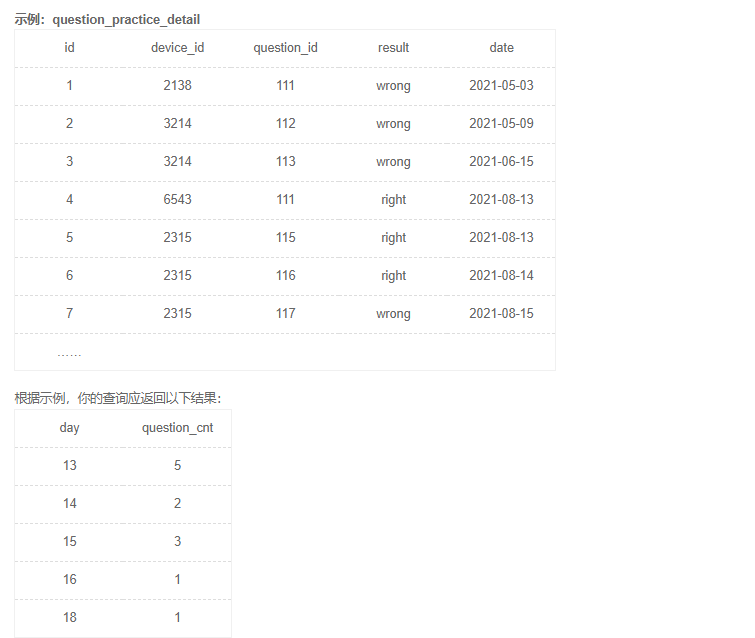 示例：question_practice_detail
id device_id question_id result date
1 2138 111 wrong 2021-05-03
2 3214 112 wrong 2021-05-09
3 3214 113 wrong 2021-06-15
4 6543 111 right 2021-08-13
5 2315 115 right 2021-08-13
6 2315 116 right 2021-08-14
7 2315 117 wrong 2021-08-15
……
根据示例，你的查询应返回以下结果：
day question_cnt
13 5
14 2
15 3
16 1
18 1